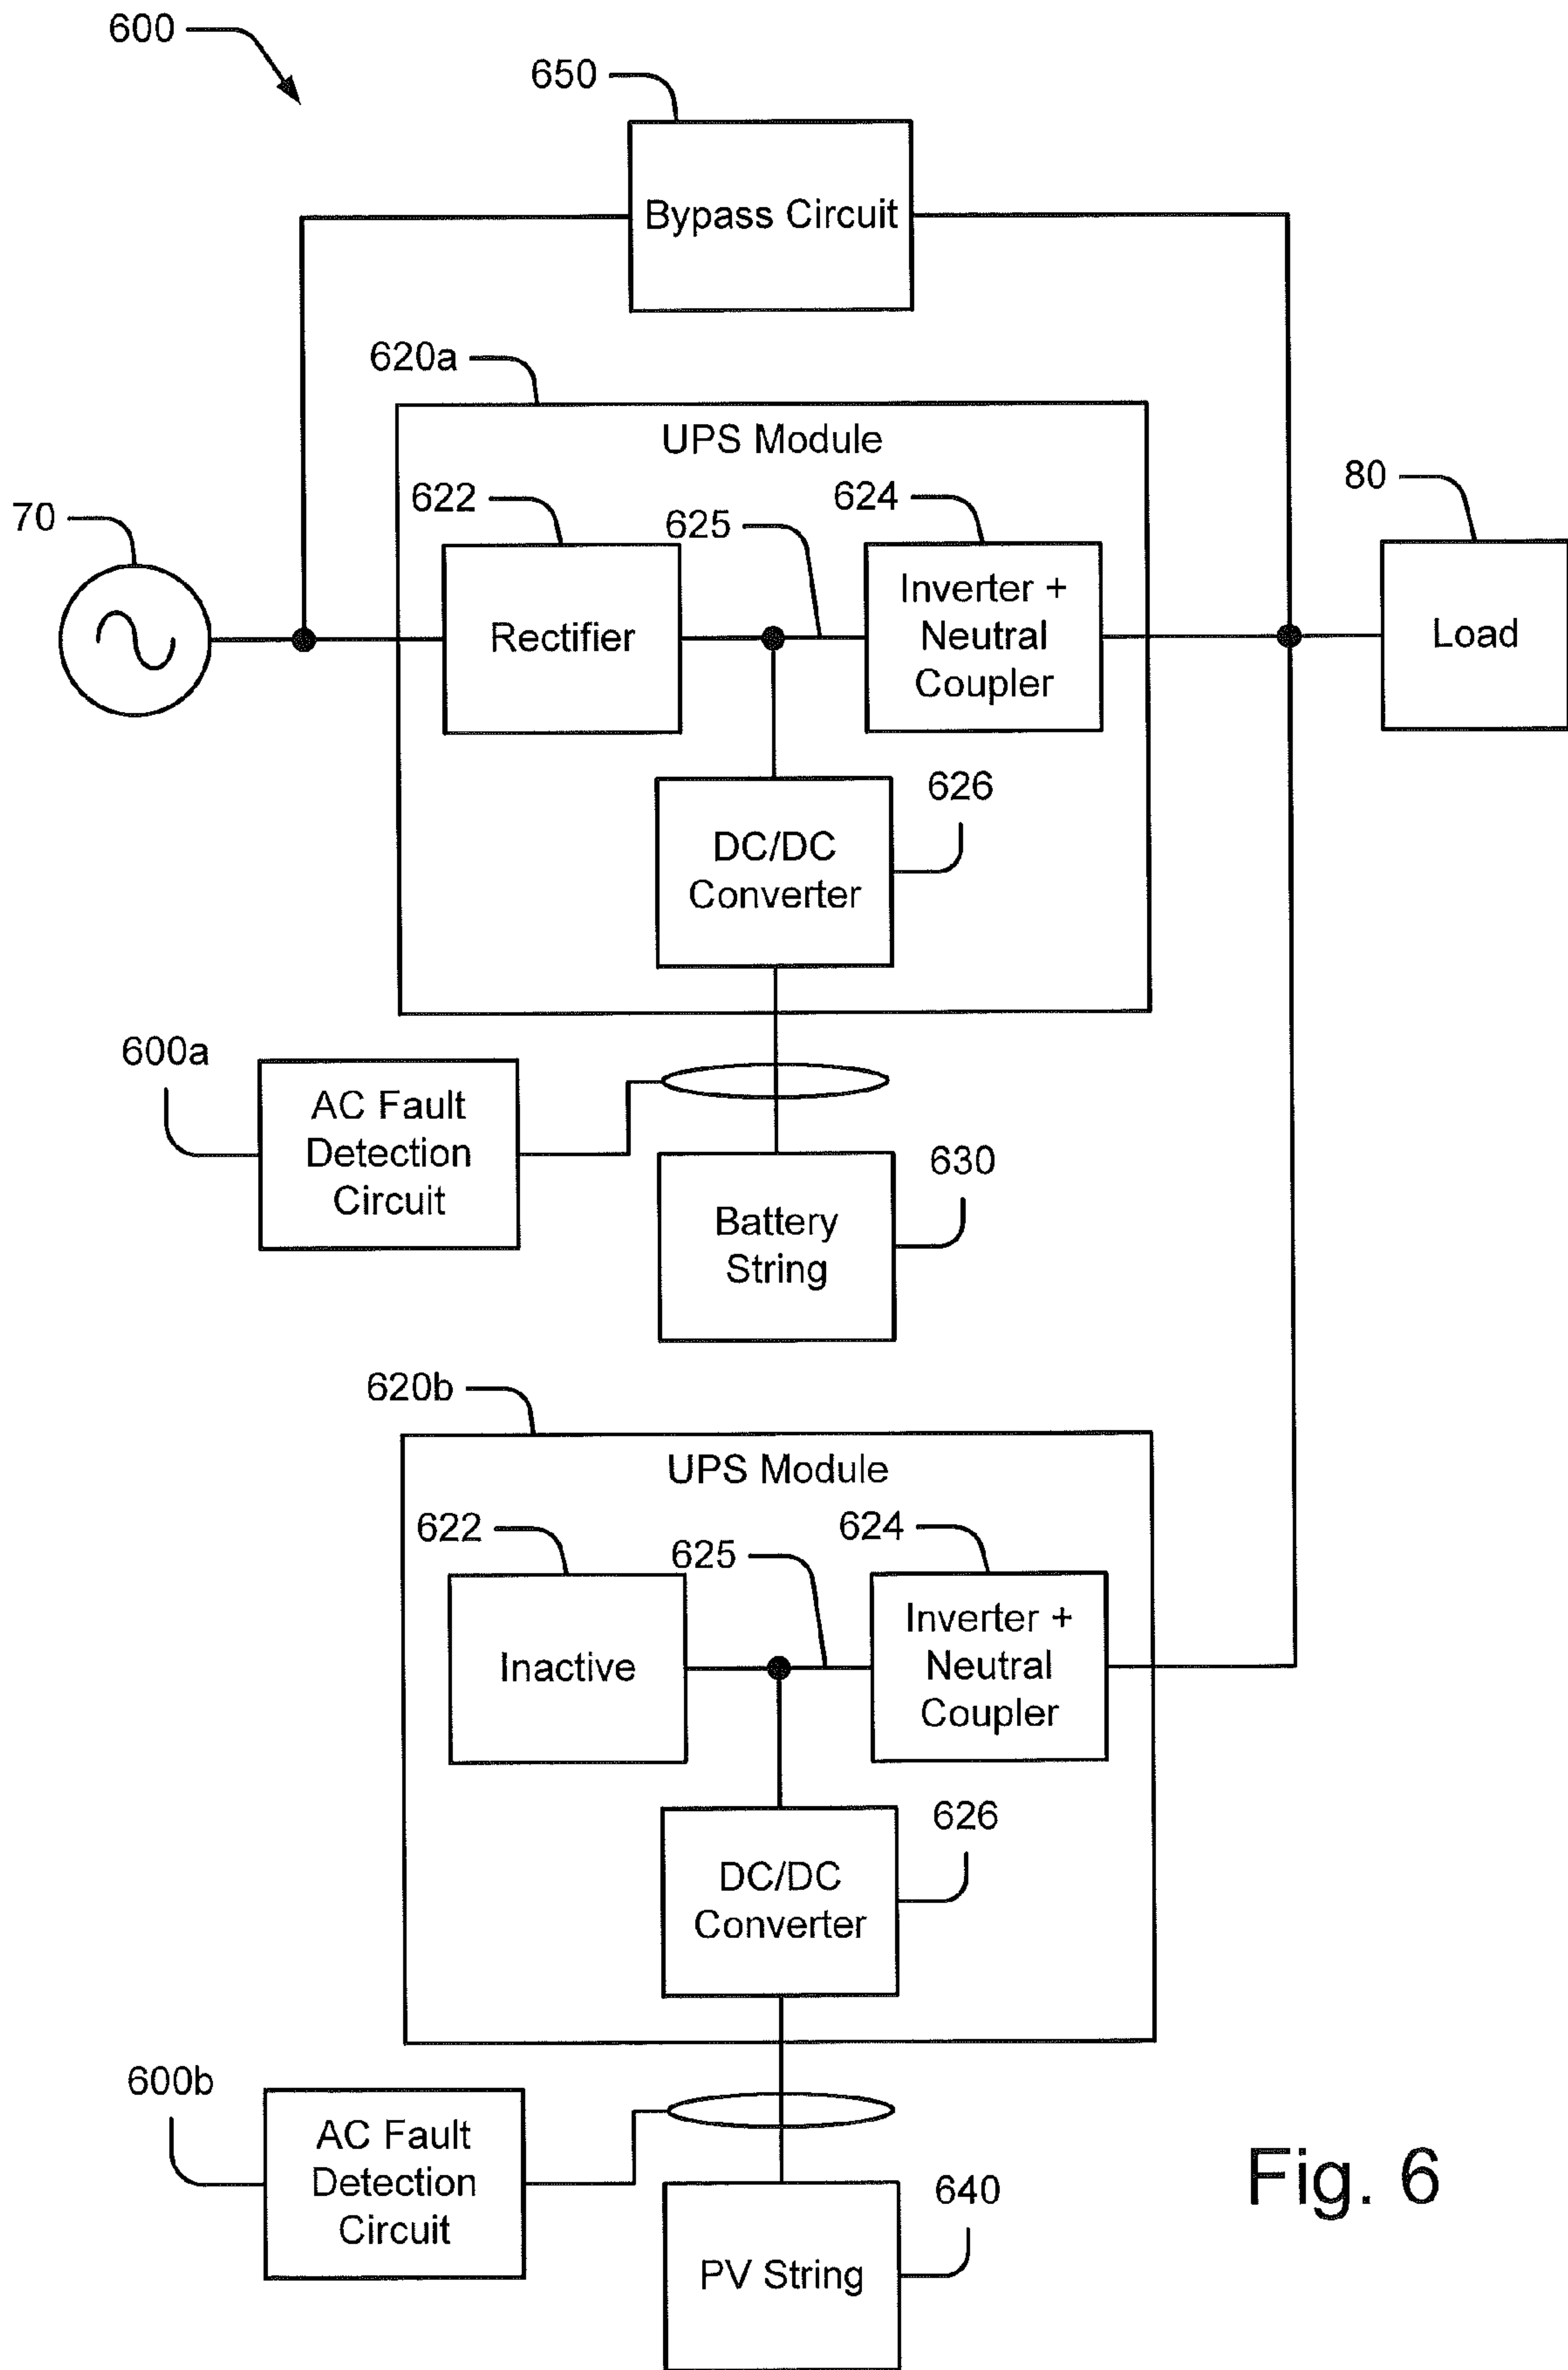 600
650
Bypass Circuit
620a
UPS Module
80
622
624
70
625
Rectifier
Inverter +
Neutral
Coupler
Load
626
DC/DC
Converter
600a
AC Fault
Detection
Circuit
630
Battery
String
620b
UPS Module
622
624
625
Inactive
Inverter +
Neutral
Coupler
626
DC/DC
Converter
600b
AC Fault
Detection
Circuit
640
PV String
Fig. 6